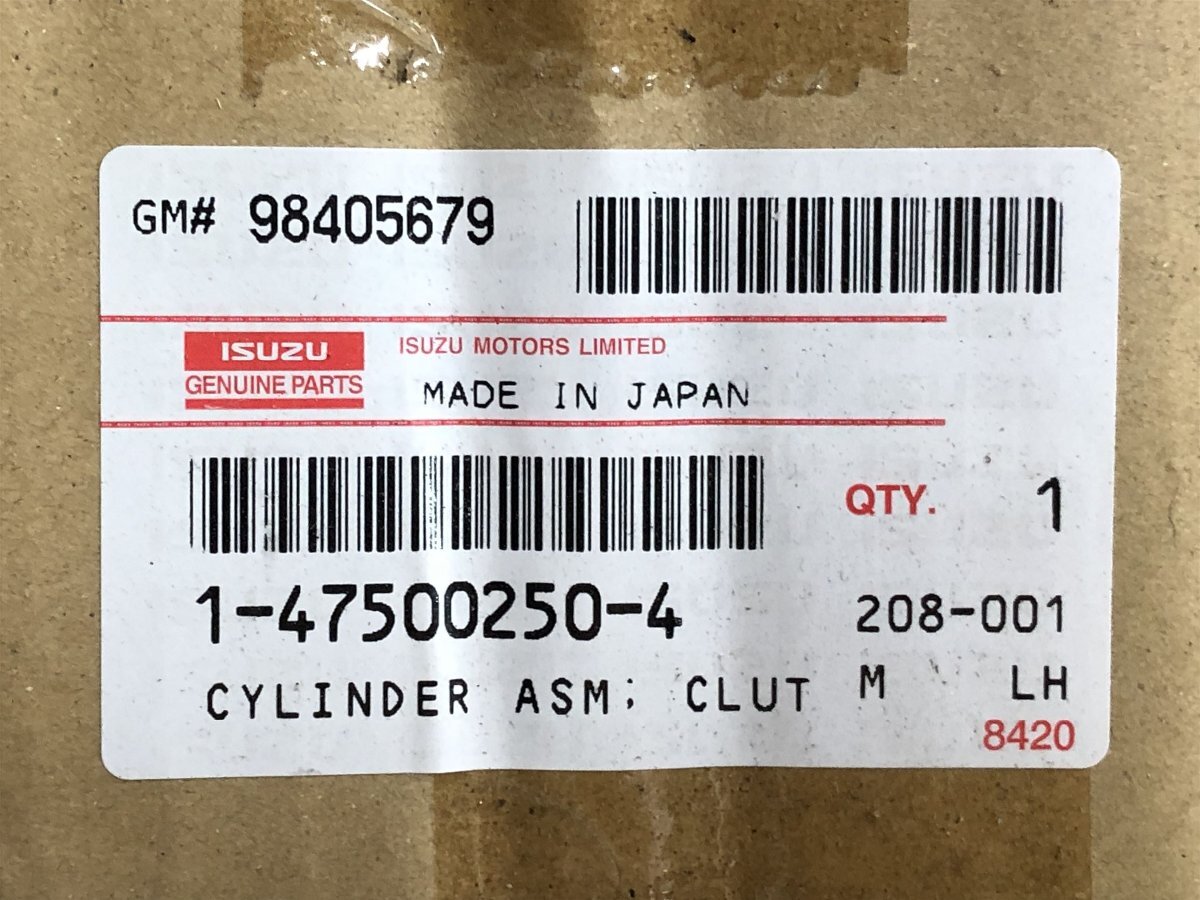 GM# 98405679
ISUZU
GENUINE PARTS
ISUZU MOTORS LIMITED
MADE IN JAPAN
QTY. 1
1-47500250-4
208-001
CYLINDER ASM; CLUT
M LH
8420